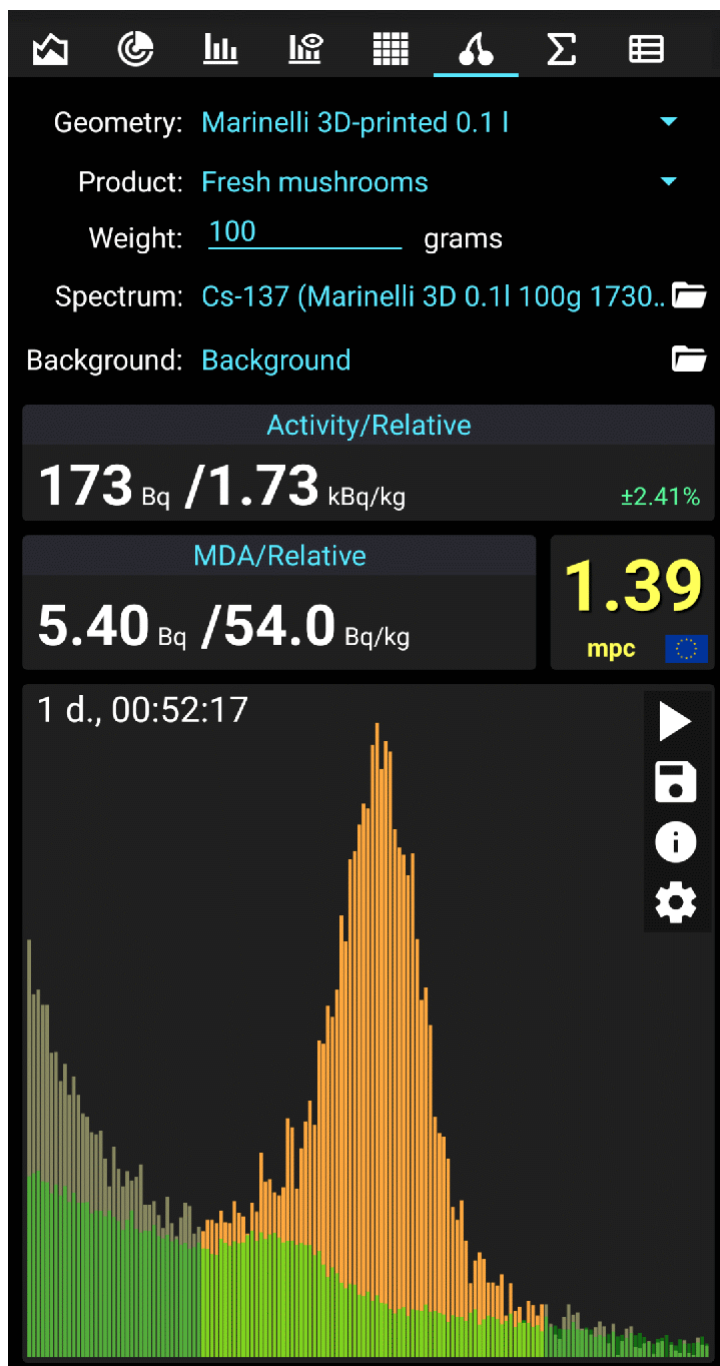 Geometry: Marinelli 3D-printed 0.1 l
Product: Fresh mushrooms
Weight: 100 grams
Spectrum: Cs-137 (Marinelli 3D 0.1l 100g 1730..
Background: Background
Activity/Relative
173 Bq /1.73 kBq/kg ±2.41%
MDA/Relative
5.40 Bq /54.0 Bq/kg
1.39
mpc
1 d., 00:52:17